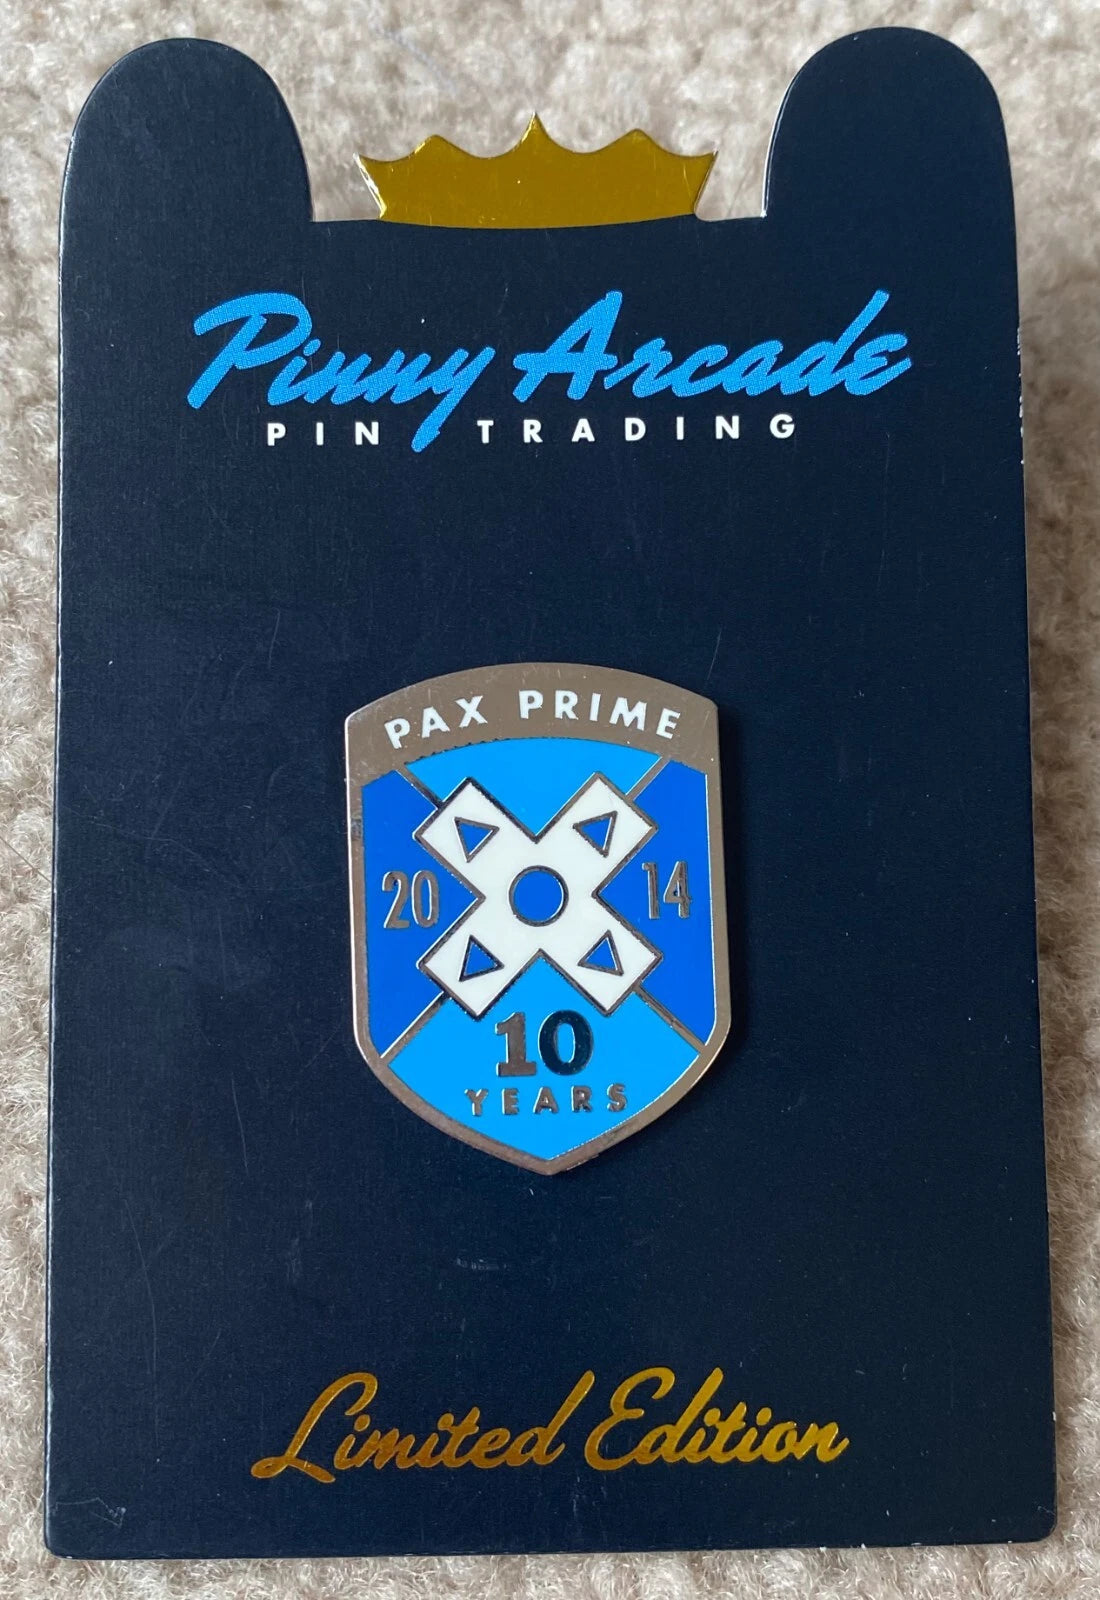 Pinny Arcade
PIN TRADING
PAX PRIME
20 14
10
YEARS
Limited Edition